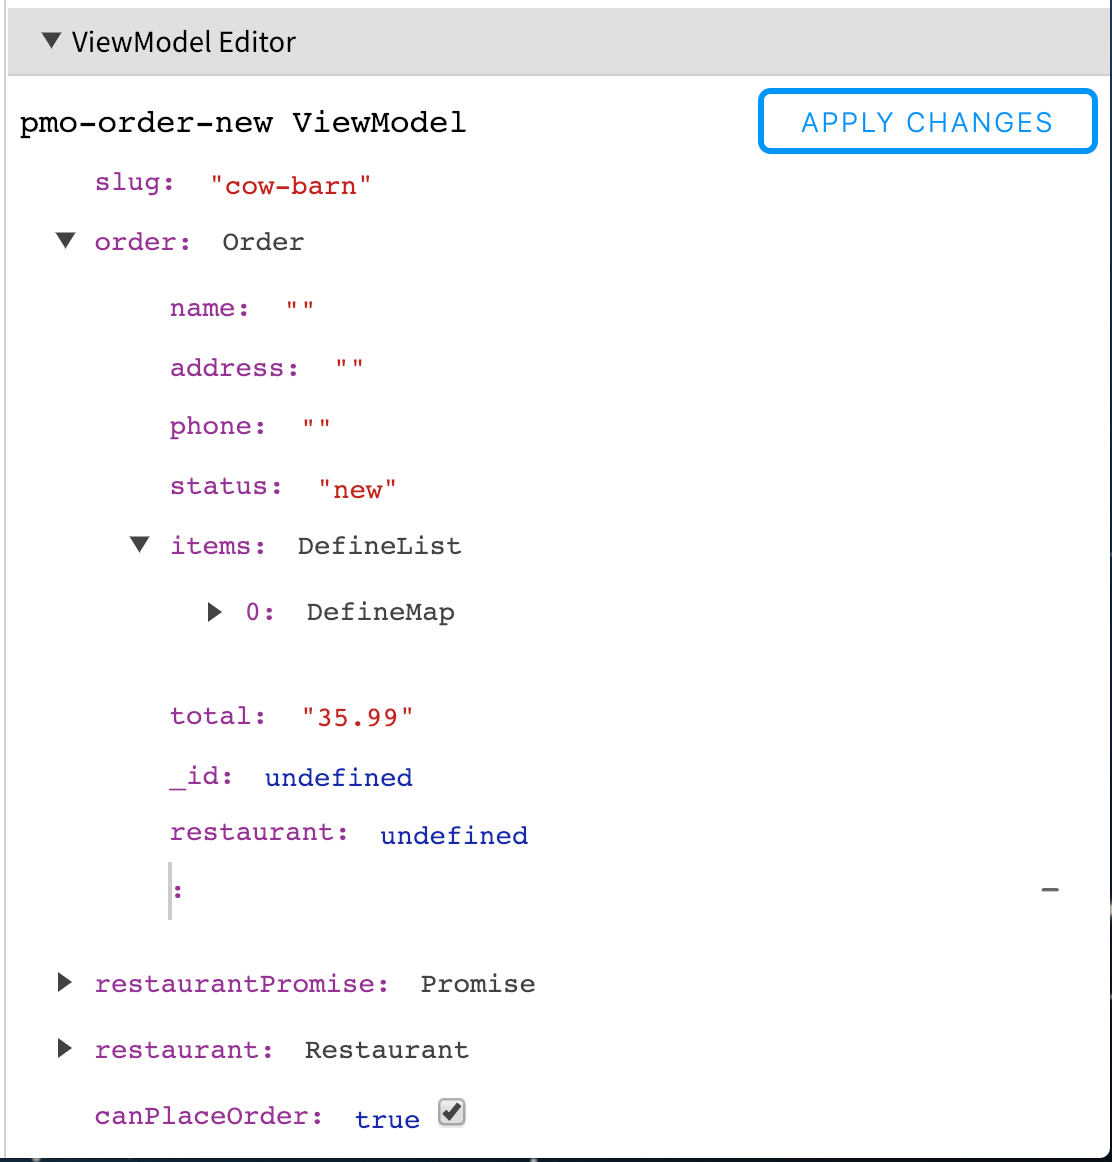 ViewModel Editor
pmo-order-new ViewModel
APPLY CHANGES
slug: "cow-barn"
order: Order
name: ""
address: ""
phone: ""
status: "new"
items: DefineList
0: DefineMap
total: "35.99"
_id: undefined
restaurant: undefined
:
restaurantPromise: Promise
restaurant: Restaurant
canPlaceOrder: true